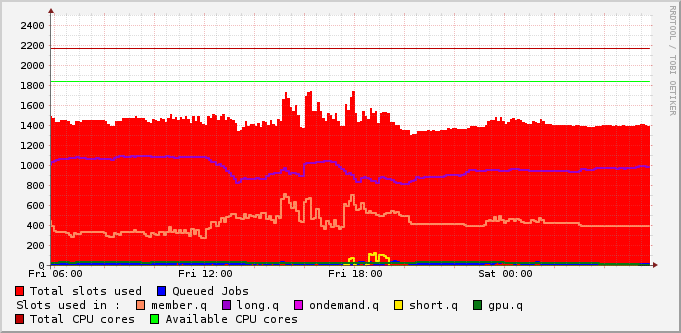 RRDTOOL / TOBI OETIKER
2400
2200
2000
1800
1600
1400
1200
1000
800
600
400
200
0
Fri 06:00 Fri 12:00 Fri 18:00 Sat 00:00
Total slots used Queued Jobs
Slots used in : member.q long.q ondemand.q short.q gpu.q
Total CPU cores Available CPU cores